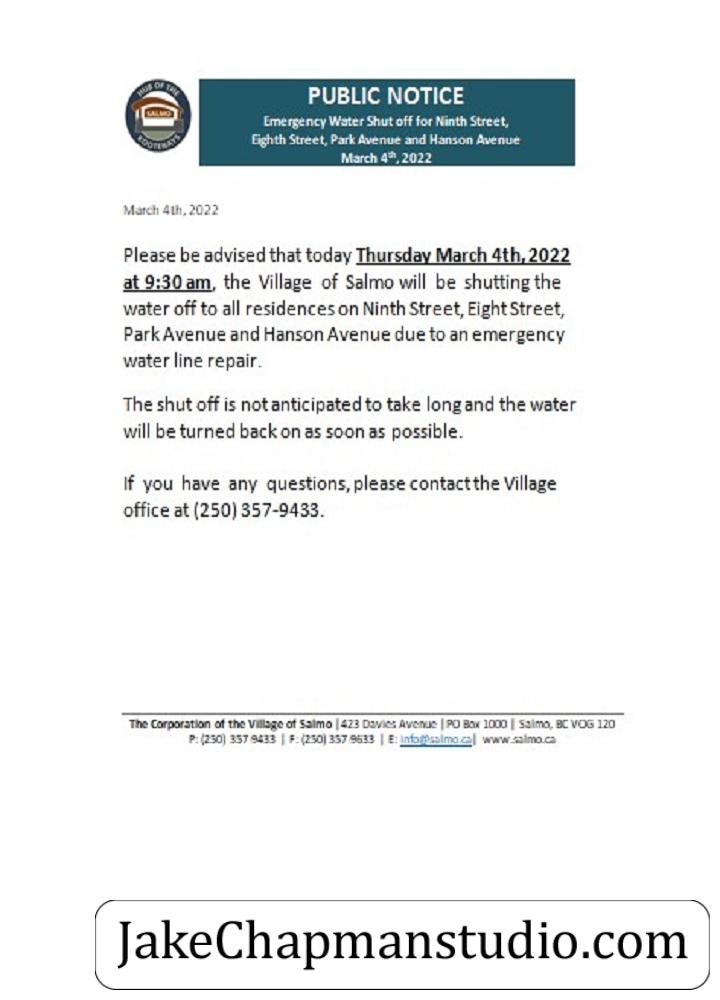 HUB OF THE
SALMO
KOOTENAYS
PUBLIC NOTICE
Emergency Water Shut off for Ninth Street,
Eighth Street, Park Avenue and Hanson Avenue
March 4th, 2022
March 4th, 2022
Please be advised that today Thursday March 4th, 2022
at 9:30 am, the Village of Salmo will be shutting the
water off to all residences on Ninth Street, Eight Street,
Park Avenue and Hanson Avenue due to an emergency
water line repair.
The shut off is not anticipated to take long and the water
will be turned back on as soon as possible.
If you have any questions, please contact the Village
office at (250) 357-9433.
The Corporation of the Village of Salmo | 423 Davies Avenue | PO Box 1000 | Salmo, BC V0G 1Z0
P: (250) 357 9433 | F: (250) 357 9633 | E: info@salmo.ca| www.salmo.ca
JakeChapmanstudio.com